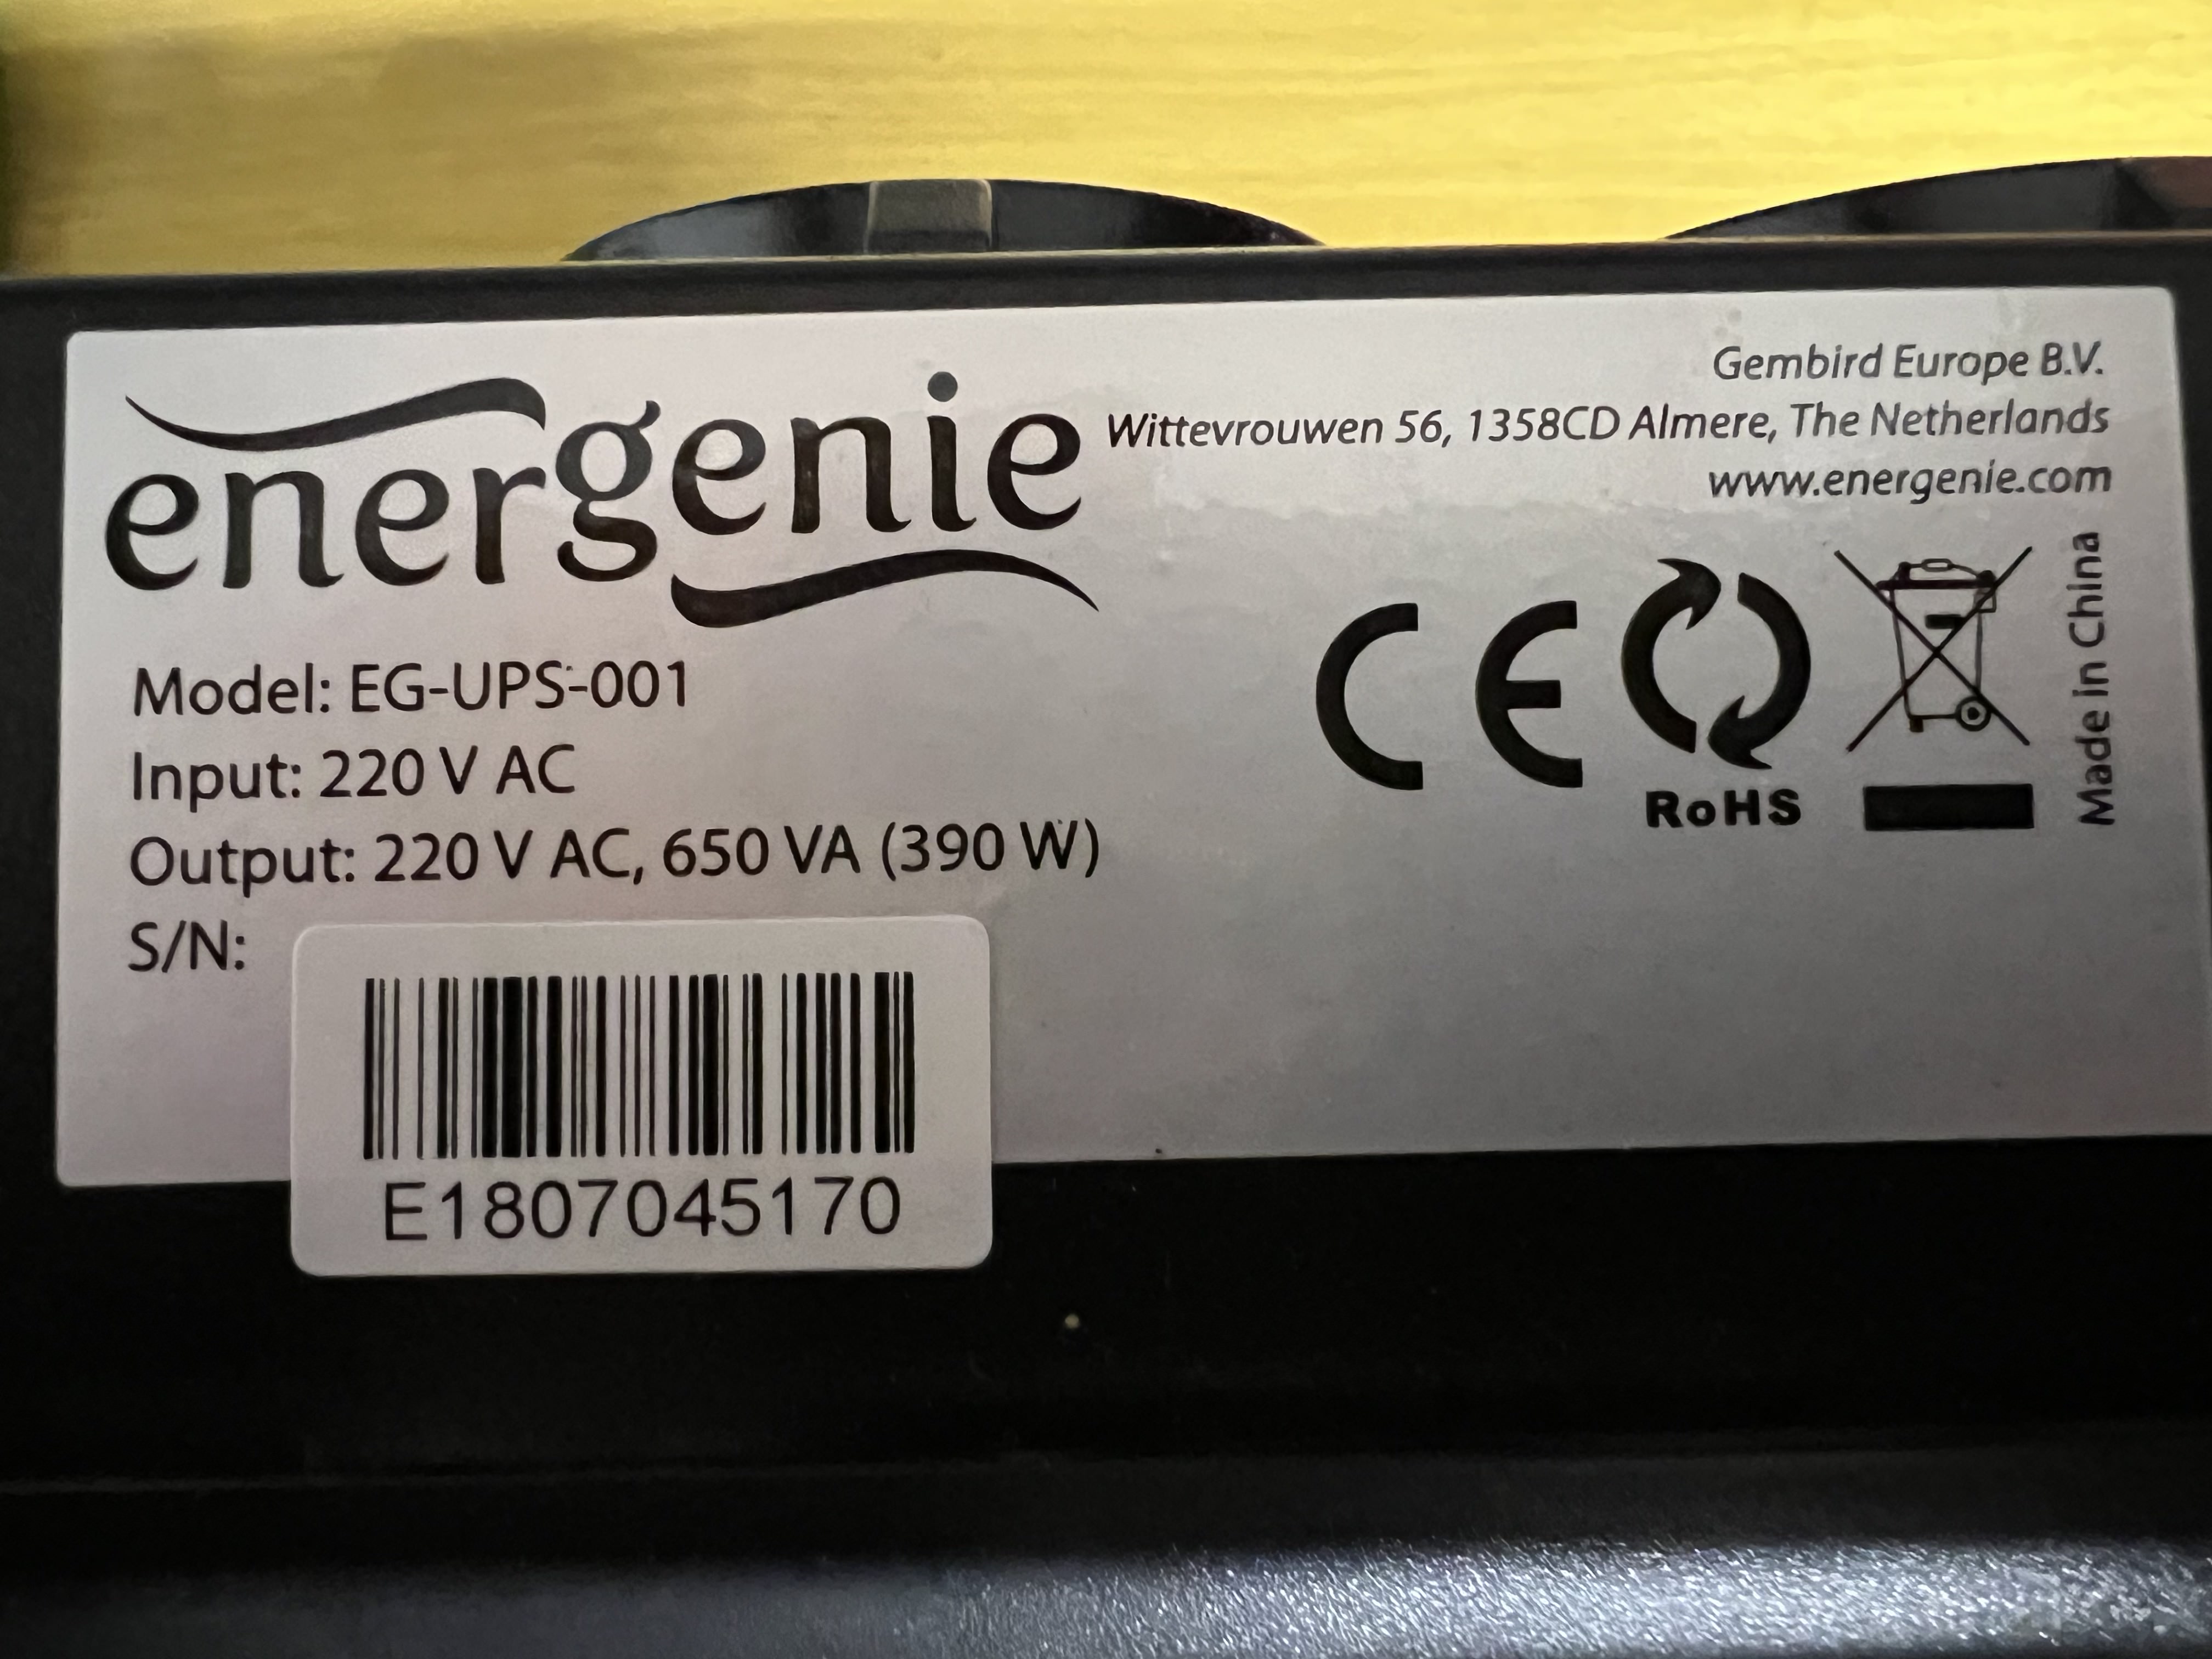 energenie
Gembird Europe B.V.
Wittevrouwen 56, 1358CD Almere, The Netherlands
www.energenie.com
Model: EG-UPS-001
Input: 220 V AC
Output: 220 V AC, 650 VA (390 W)
S/N:
E1807045170
CE
RoHS
Made in China